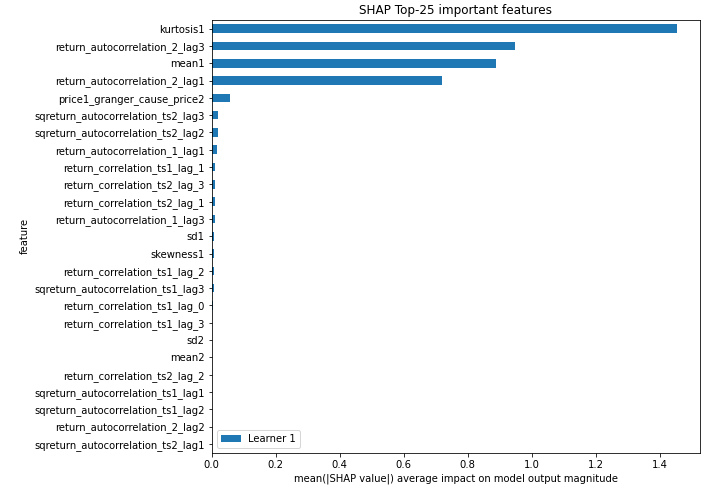 SHAP Top-25 important features
kurtosis1
return_autocorrelation_2_lag3
mean1
return_autocorrelation_2_lag1
price1_granger_cause_price2
sqreturn_autocorrelation_ts2_lag3
sqreturn_autocorrelation_ts2_lag2
return_autocorrelation_1_lag1
return_correlation_ts1_lag_1
return_correlation_ts2_lag_3
return_correlation_ts2_lag_1
return_autocorrelation_1_lag3
sd1
skewness1
return_correlation_ts1_lag_2
sqreturn_autocorrelation_ts1_lag3
return_correlation_ts1_lag_0
return_correlation_ts1_lag_3
sd2
mean2
return_correlation_ts2_lag_2
sqreturn_autocorrelation_ts1_lag1
sqreturn_autocorrelation_ts1_lag2
return_autocorrelation_2_lag2
sqreturn_autocorrelation_ts2_lag1
feature
Learner 1
0.0 0.2 0.4 0.6 0.8 1.0 1.2 1.4
mean(|SHAP value|) average impact on model output magnitude